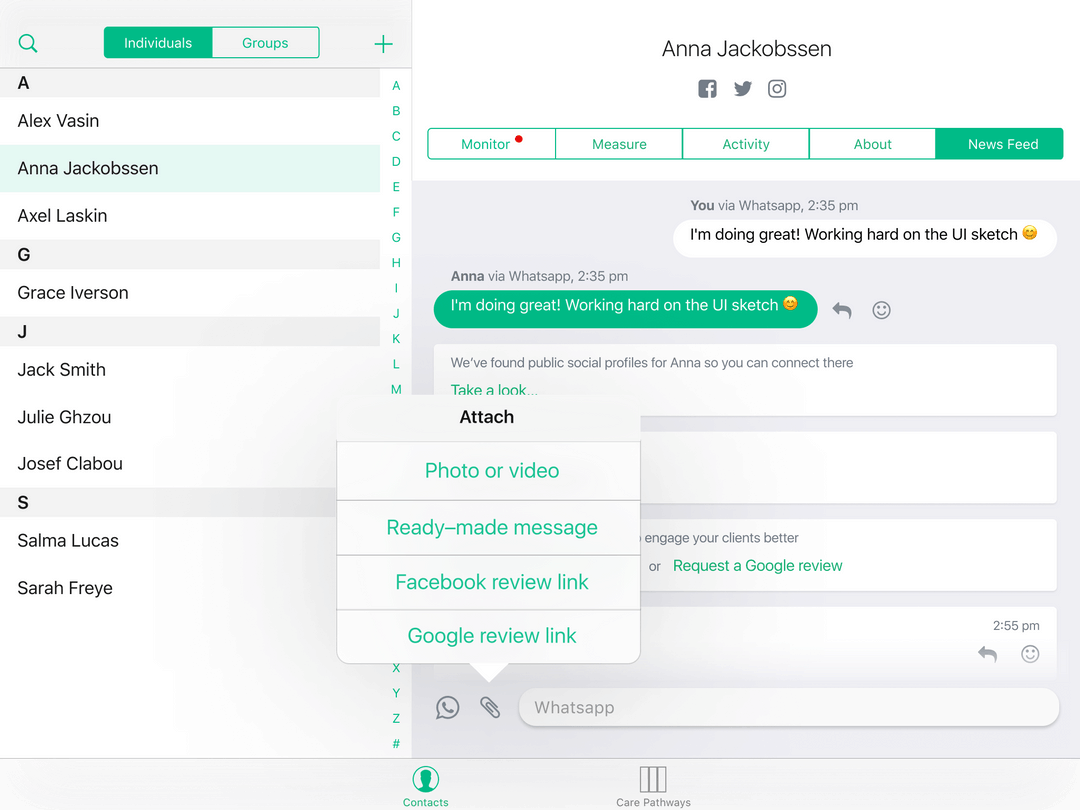 Individuals
Groups
A
Alex Vasin
Anna Jackobssen
Axel Laskin
G
Grace Iverson
J
Jack Smith
Julie Ghzou
Josef Clabou
S
Salma Lucas
Sarah Freye
A
B
C
D
E
F
G
H
I
J
K
L
M
X
Y
Z
#
Anna Jackobssen
Monitor
Measure
Activity
About
News Feed
You via Whatsapp, 2:35 pm
I'm doing great! Working hard on the UI sketch 😊
Anna via Whatsapp, 2:35 pm
I'm doing great! Working hard on the UI sketch 😊
We've found public social profiles for Anna so you can connect there
Take a look...
engage your clients better
or Request a Google review
2:55 pm
Attach
Photo or video
Ready–made message
Facebook review link
Google review link
Whatsapp
Contacts
Care Pathways